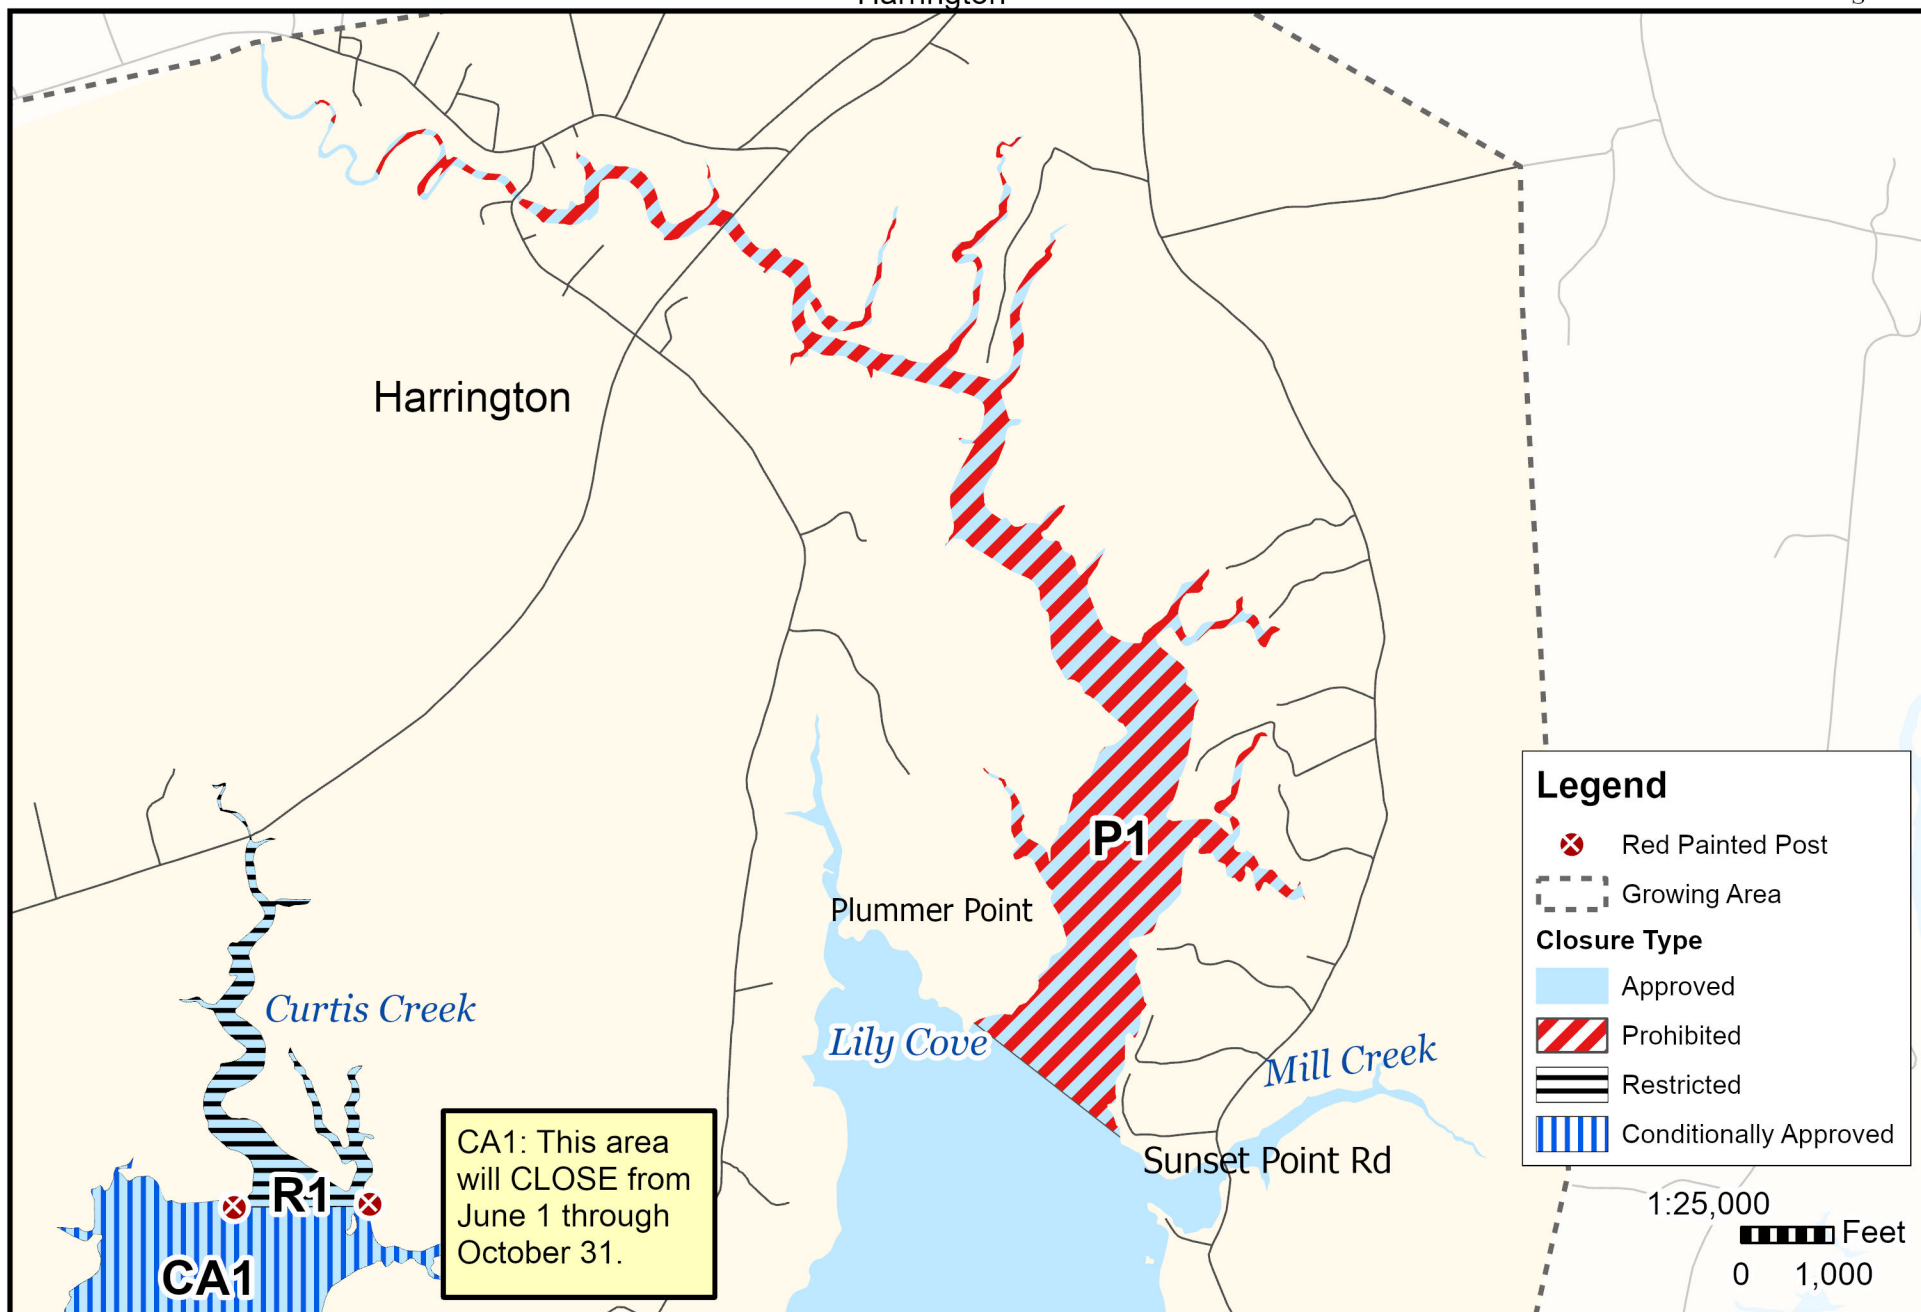 Harrington
Harrington
P1
Plummer Point
Curtis Creek
Lily Cove
Mill Creek
Sunset Point Rd
R1
CA1
CA1: This area
will CLOSE from
June 1 through
October 31.
Legend
Red Painted Post
Growing Area
Closure Type
Approved
Prohibited
Restricted
Conditionally Approved
1:25,000
Feet
0 1,000